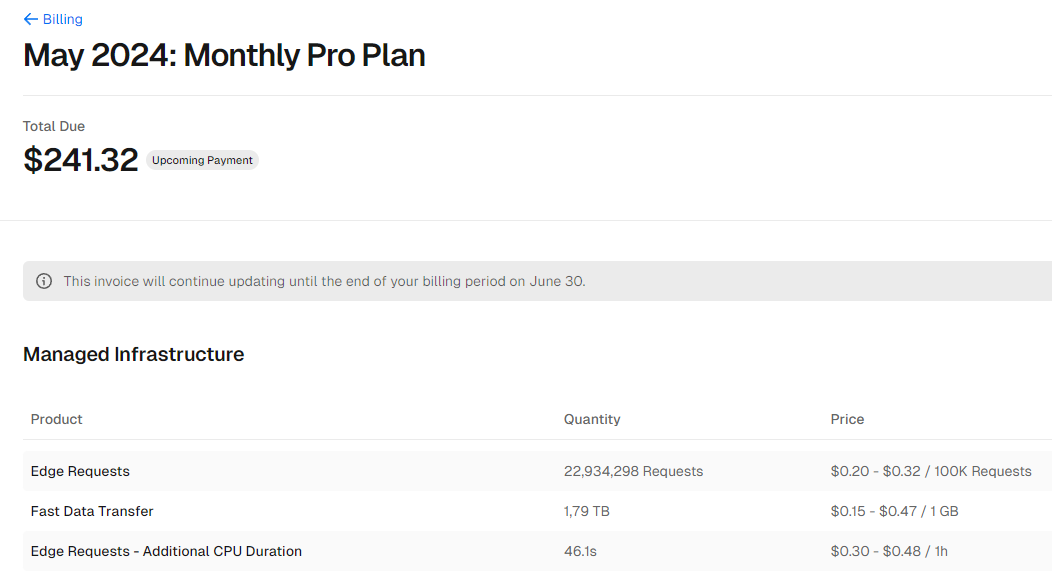 ← Billing
May 2024: Monthly Pro Plan
Total Due
$241.32 Upcoming Payment
This invoice will continue updating until the end of your billing period on June 30.
Managed Infrastructure
Product Quantity Price
Edge Requests 22,934,298 Requests $0.20 - $0.32 / 100K Requests
Fast Data Transfer 1,79 TB $0.15 - $0.47 / 1 GB
Edge Requests - Additional CPU Duration 46.1s $0.30 - $0.48 / 1h